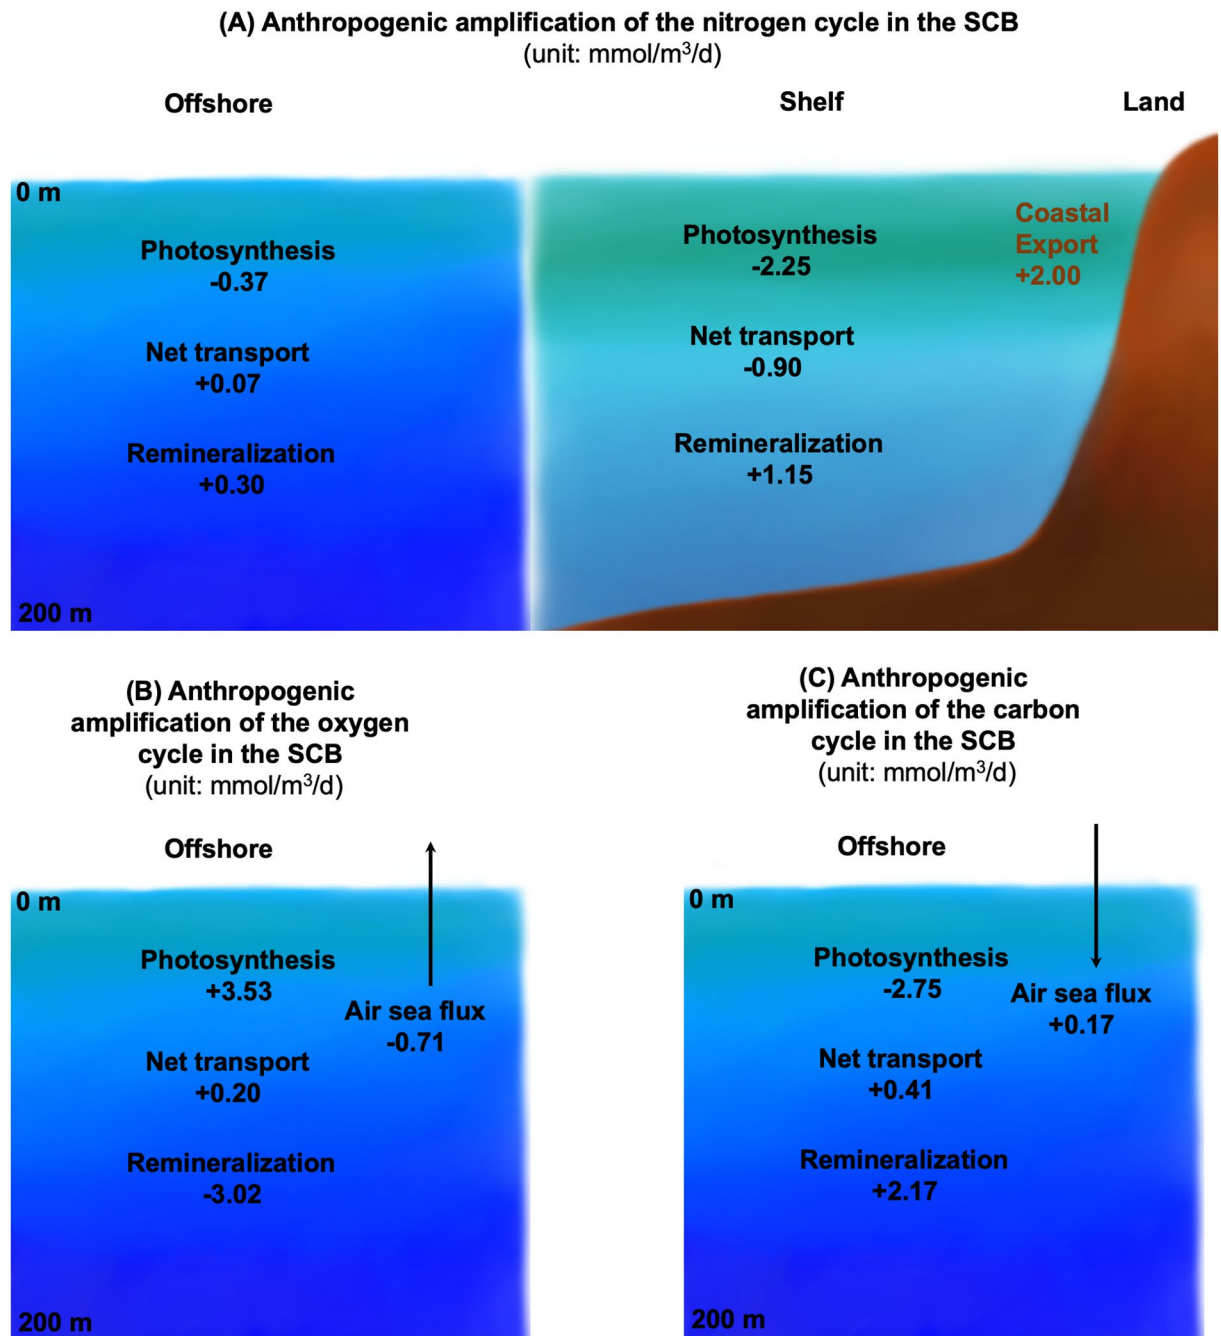 (A) Anthropogenic amplification of the nitrogen cycle in the SCB
(unit: mmol/m³/d)
Offshore
Shelf
Land
0 m
Photosynthesis
-0.37
Net transport
+0.07
Remineralization
+0.30
200 m
Photosynthesis
-2.25
Net transport
-0.90
Remineralization
+1.15
Coastal
Export
+2.00
(B) Anthropogenic
amplification of the oxygen
cycle in the SCB
(unit: mmol/m³/d)
Offshore
0 m
Photosynthesis
+3.53
Air sea flux
-0.71
Net transport
+0.20
Remineralization
-3.02
200 m
(C) Anthropogenic
amplification of the carbon
cycle in the SCB
(unit: mmol/m³/d)
Offshore
0 m
Photosynthesis
-2.75
Air sea flux
+0.17
Net transport
+0.41
Remineralization
+2.17
200 m